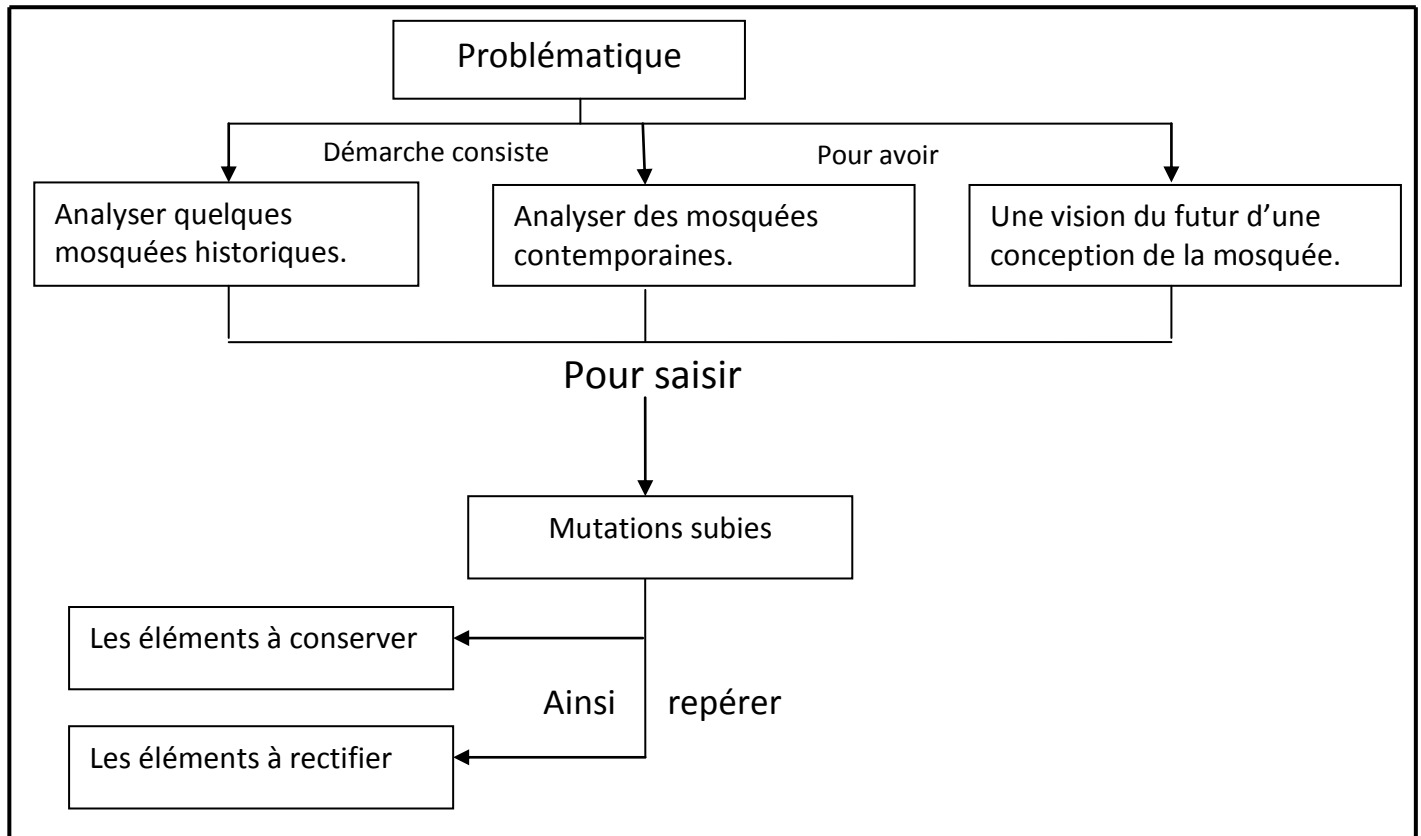 Problématique
Démarche consiste
Pour avoir
Analyser quelques
mosquées historiques.
Analyser des mosquées
contemporaines.
Une vision du futur d’une
conception de la mosquée.
Pour saisir
Mutations subies
Les éléments à conserver
Ainsi repérer
Les éléments à rectifier